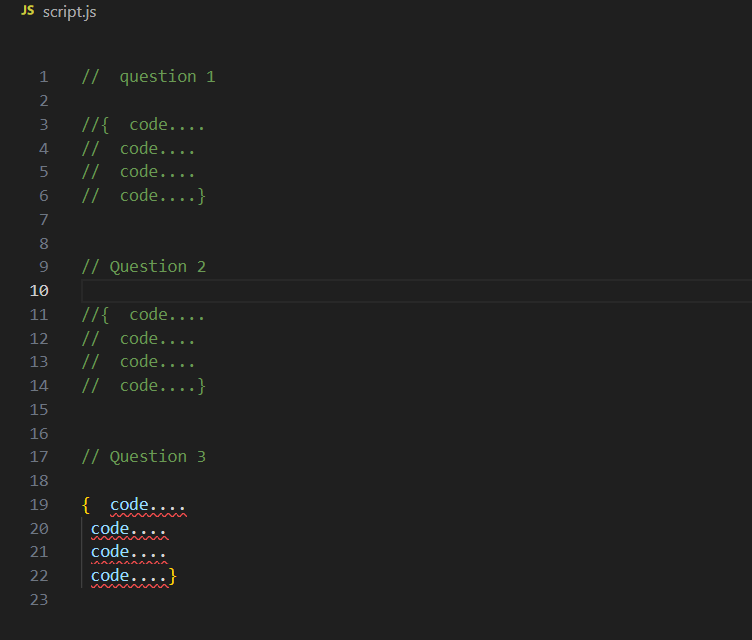 JS script.js
1 //  question 1
2
3 //{  code....
4 //  code....
5 //  code....
6 //  code....}
7
8
9 // Question 2
10
11 //{  code....
12 //  code....
13 //  code....
14 //  code....}
15
16
17 // Question 3
18
19 {  code....
20  code....
21  code....
22  code....}
23